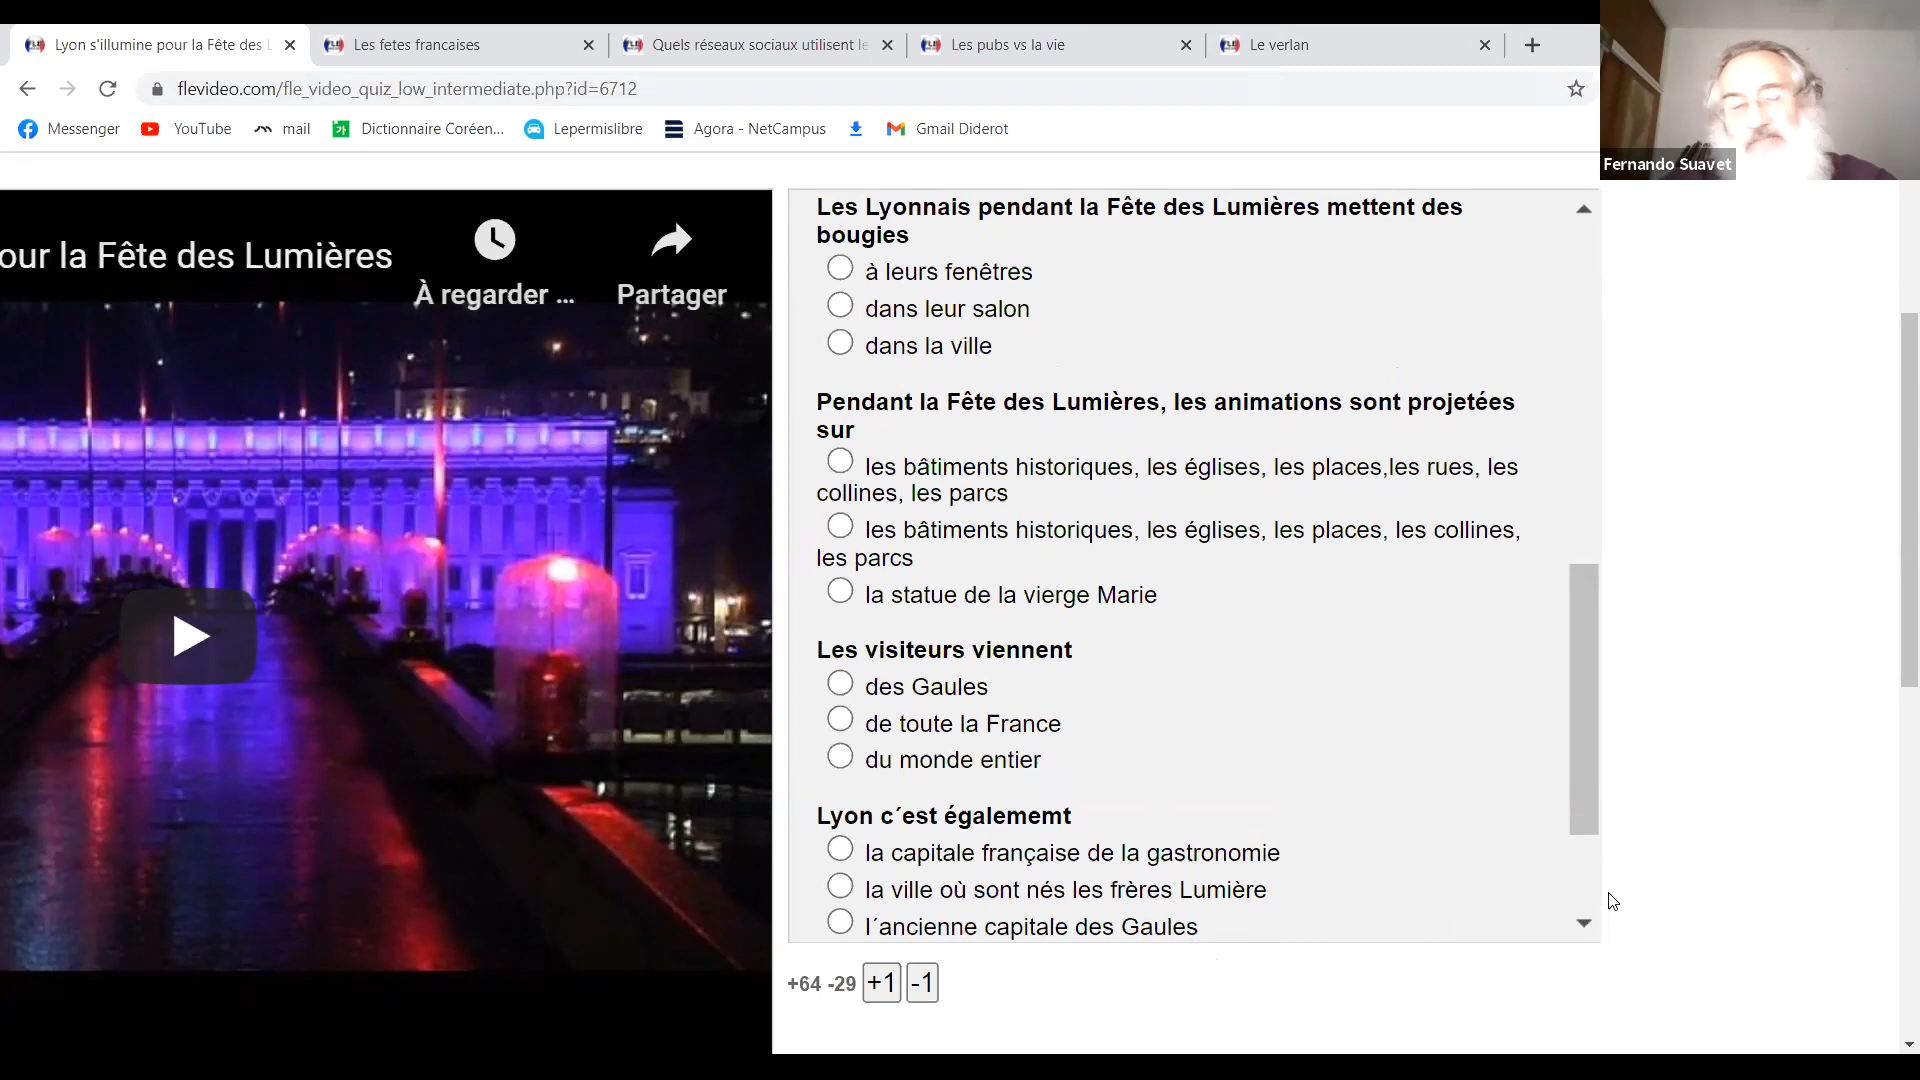 Lyon s'illumine pour la Fête des L
Les fetes francaises
Quels réseaux sociaux utilisent le
Les pubs vs la vie
Le verlan
flevideo.com/fle_video_quiz_low_intermediate.php?id=6712
Messenger
YouTube
mail
Dictionnaire Coréen...
Lepermislibre
Agora - NetCampus
Gmail Diderot
Fernando Suavet
our la Fête des Lumières
À regarder ...
Partager
Les Lyonnais pendant la Fête des Lumières mettent des
bougies
à leurs fenêtres
dans leur salon
dans la ville
Pendant la Fête des Lumières, les animations sont projetées
sur
les bâtiments historiques, les églises, les places,les rues, les
collines, les parcs
les bâtiments historiques, les églises, les places, les collines,
les parcs
la statue de la vierge Marie
Les visiteurs viennent
des Gaules
de toute la France
du monde entier
Lyon c´est égalememt
la capitale française de la gastronomie
la ville où sont nés les frères Lumière
l´ancienne capitale des Gaules
+64 -29 +1 -1